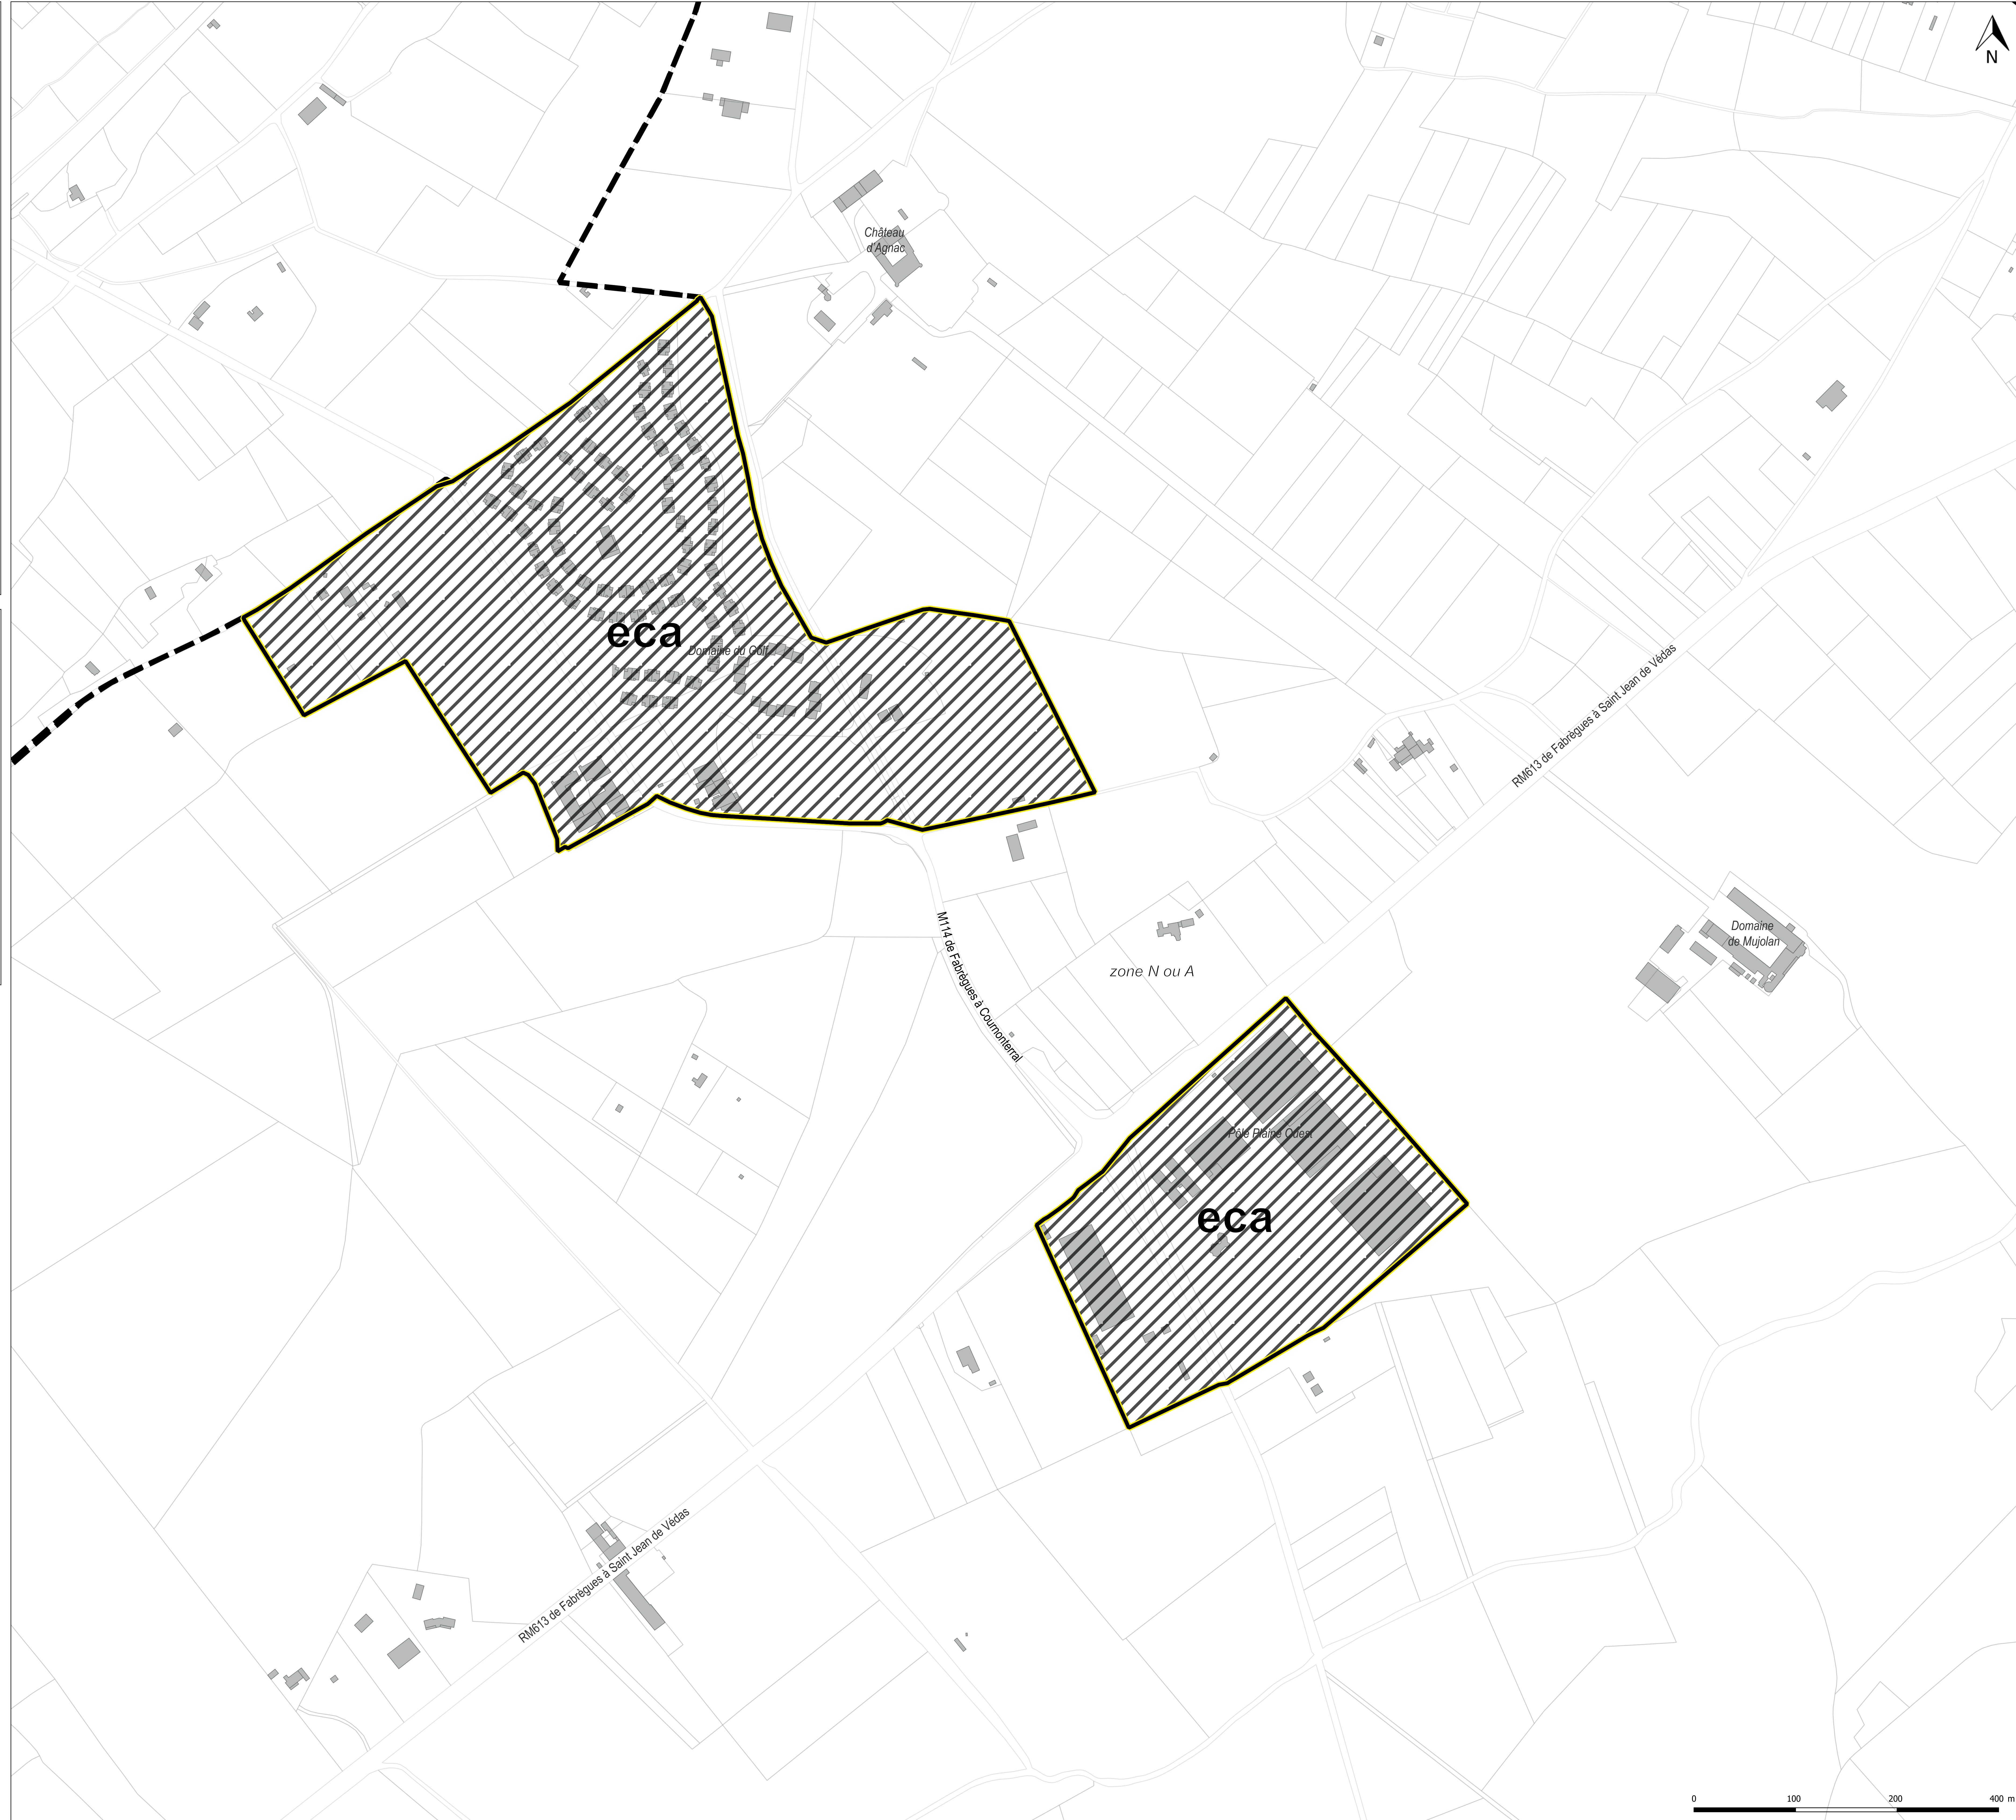 N
Château
d'Agnac
eca
Domaine du Golf
RM613 de Fabrègues à Saint Jean de Védas
Domaine
de Mujolan
M114 de Fabrègues à Cournonterral
zone N ou A
Pôle Plaine Ouest
eca
RM613 de Fabrègues à Saint Jean de Védas
0 100 200 400 m